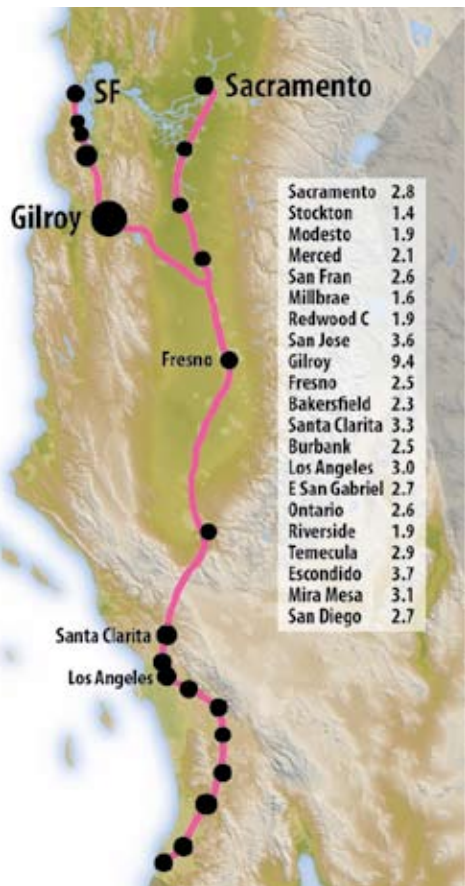 SF
Sacramento
Gilroy
Fresno
Santa Clarita
Los Angeles
Sacramento 2.8
Stockton 1.4
Modesto 1.9
Merced 2.1
San Fran 2.6
Millbrae 1.6
Redwood C 1.9
San Jose 3.6
Gilroy 9.4
Fresno 2.5
Bakersfield 2.3
Santa Clarita 3.3
Burbank 2.5
Los Angeles 3.0
E San Gabriel 2.7
Ontario 2.6
Riverside 1.9
Temecula 2.9
Escondido 3.7
Mira Mesa 3.1
San Diego 2.7